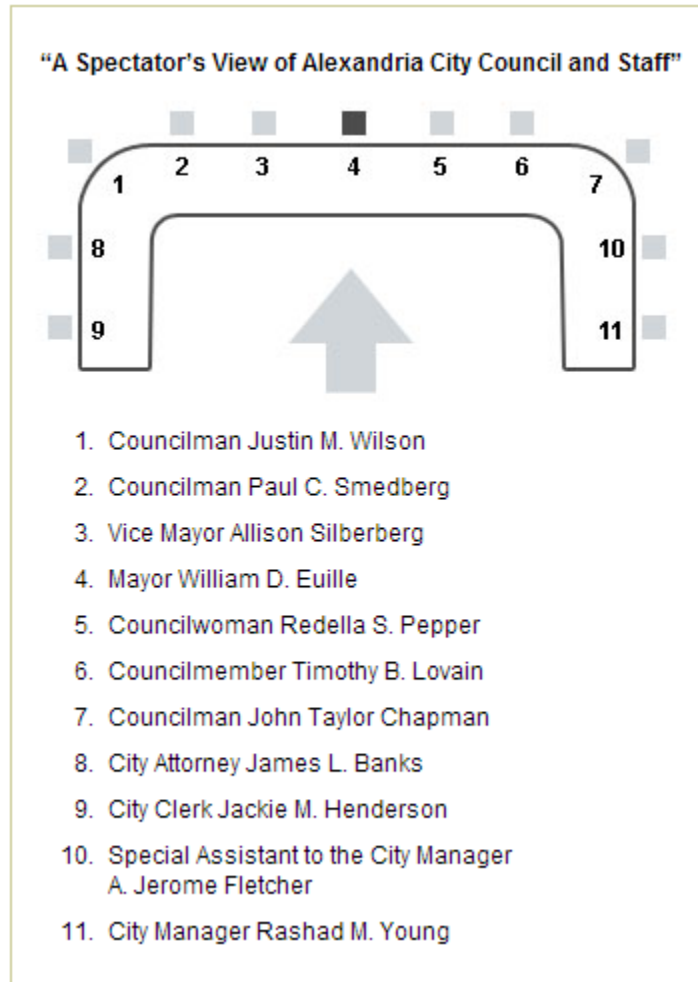 “A Spectator's View of Alexandria City Council and Staff”
2 3 4 5 6
1 7
8 10
9 11
1. Councilman Justin M. Wilson
2. Councilman Paul C. Smedberg
3. Vice Mayor Allison Silberberg
4. Mayor William D. Euille
5. Councilwoman Redella S. Pepper
6. Councilmember Timothy B. Lovain
7. Councilman John Taylor Chapman
8. City Attorney James L. Banks
9. City Clerk Jackie M. Henderson
10. Special Assistant to the City Manager
A. Jerome Fletcher
11. City Manager Rashad M. Young